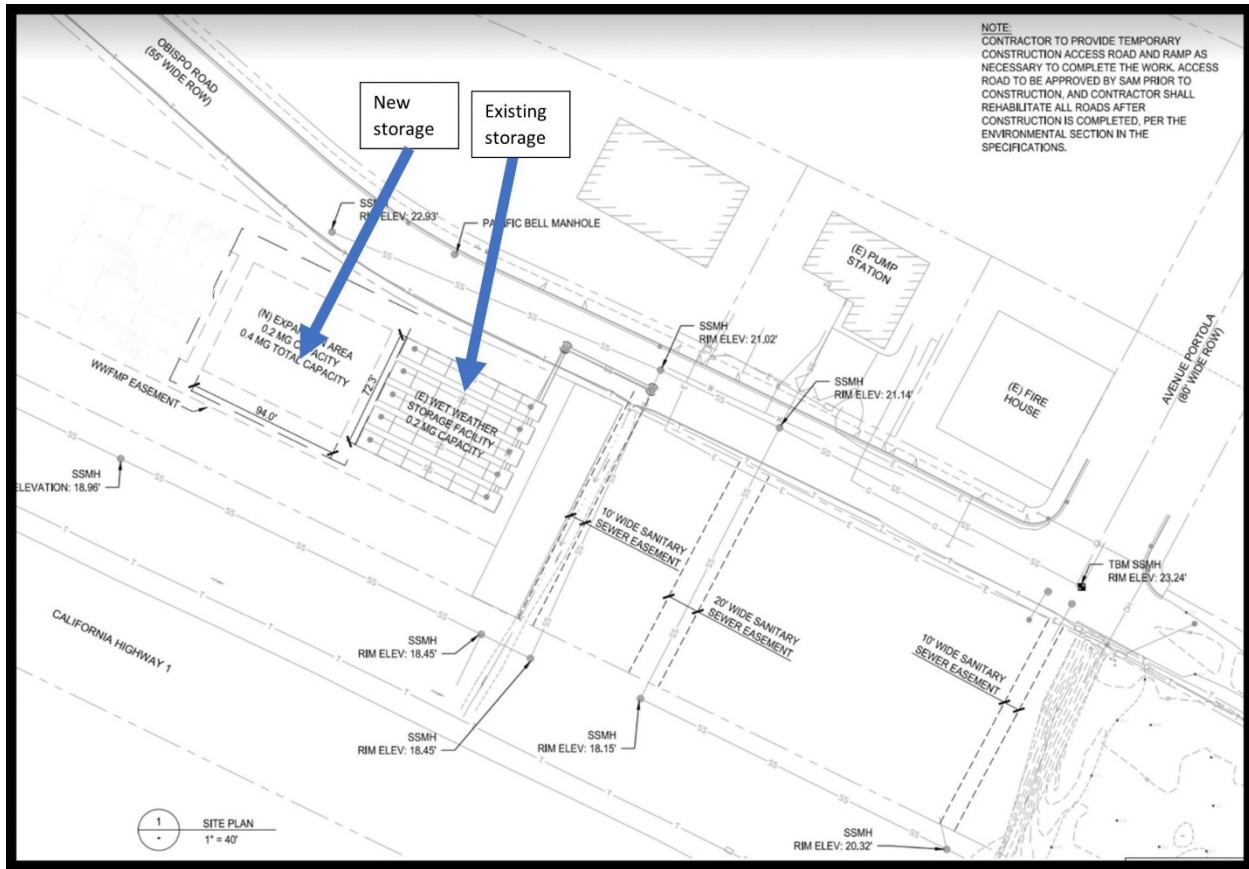 NOTE:
CONTRACTOR TO PROVIDE TEMPORARY
CONSTRUCTION ACCESS ROAD AND RAMP AS
NECESSARY TO COMPLETE THE WORK. ACCESS
ROAD TO BE APPROVED BY SAM PRIOR TO
CONSTRUCTION, AND CONTRACTOR SHALL
REHABILITATE ALL ROADS AFTER
CONSTRUCTION IS COMPLETED, PER THE
ENVIRONMENTAL SECTION IN THE
SPECIFICATIONS.
OBISPO ROAD
(55' WIDE ROW)
New
storage
Existing
storage
RIM ELEV: 22.93'
MANHOLE
(E) PUMP
STATION
AVENUE PORTOLA
(80' WIDE ROW)
(E) FIRE
HOUSE
SSMH
RIM ELEV: 21.02'
SSMH
RIM ELEV: 21.14'
(N) AREA
0.2 MG CAPACITY
0.4 MG TOTAL CAPACITY
72.3'
94.0'
WWFMP EASEMENT
(E) WET WEATHER
STORAGE FACILITY
0.2 MG CAPACITY
SSMH
ELEVATION: 18.96'
10' WIDE SANITARY
SEWER EASEMENT
20' WIDE SANITARY
SEWER EASEMENT
10' WIDE SANITARY
SEWER EASEMENT
TBM SSMH
RIM ELEV: 23.24'
CALIFORNIA HIGHWAY 1
SSMH
RIM ELEV: 18.45'
SSMH
RIM ELEV: 18.45'
SSMH
RIM ELEV: 18.15'
SSMH
RIM ELEV: 20.32'
1
-
SITE PLAN
1" = 40'